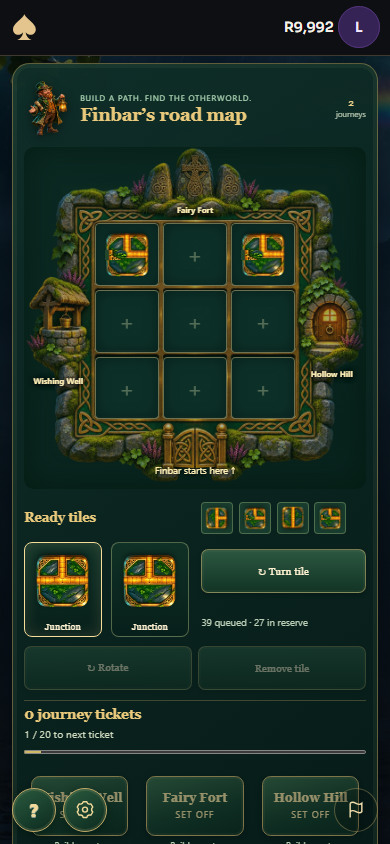 R9,992
L
BUILD A PATH. FIND THE OTHERWORLD.
Finbar's road map
2
journeys
Fairy Fort
+
+ + +
+ + +
Wishing Well
Hollow Hill
Finbar starts here ↑
Ready tiles
↻ Turn tile
39 queued · 27 in reserve
Junction
Junction
↻ Rotate
Remove tile
0 journey tickets
1 / 20 to next ticket
Well
Fairy Fort
Hollow Hill
SET OFF
SET OFF
?